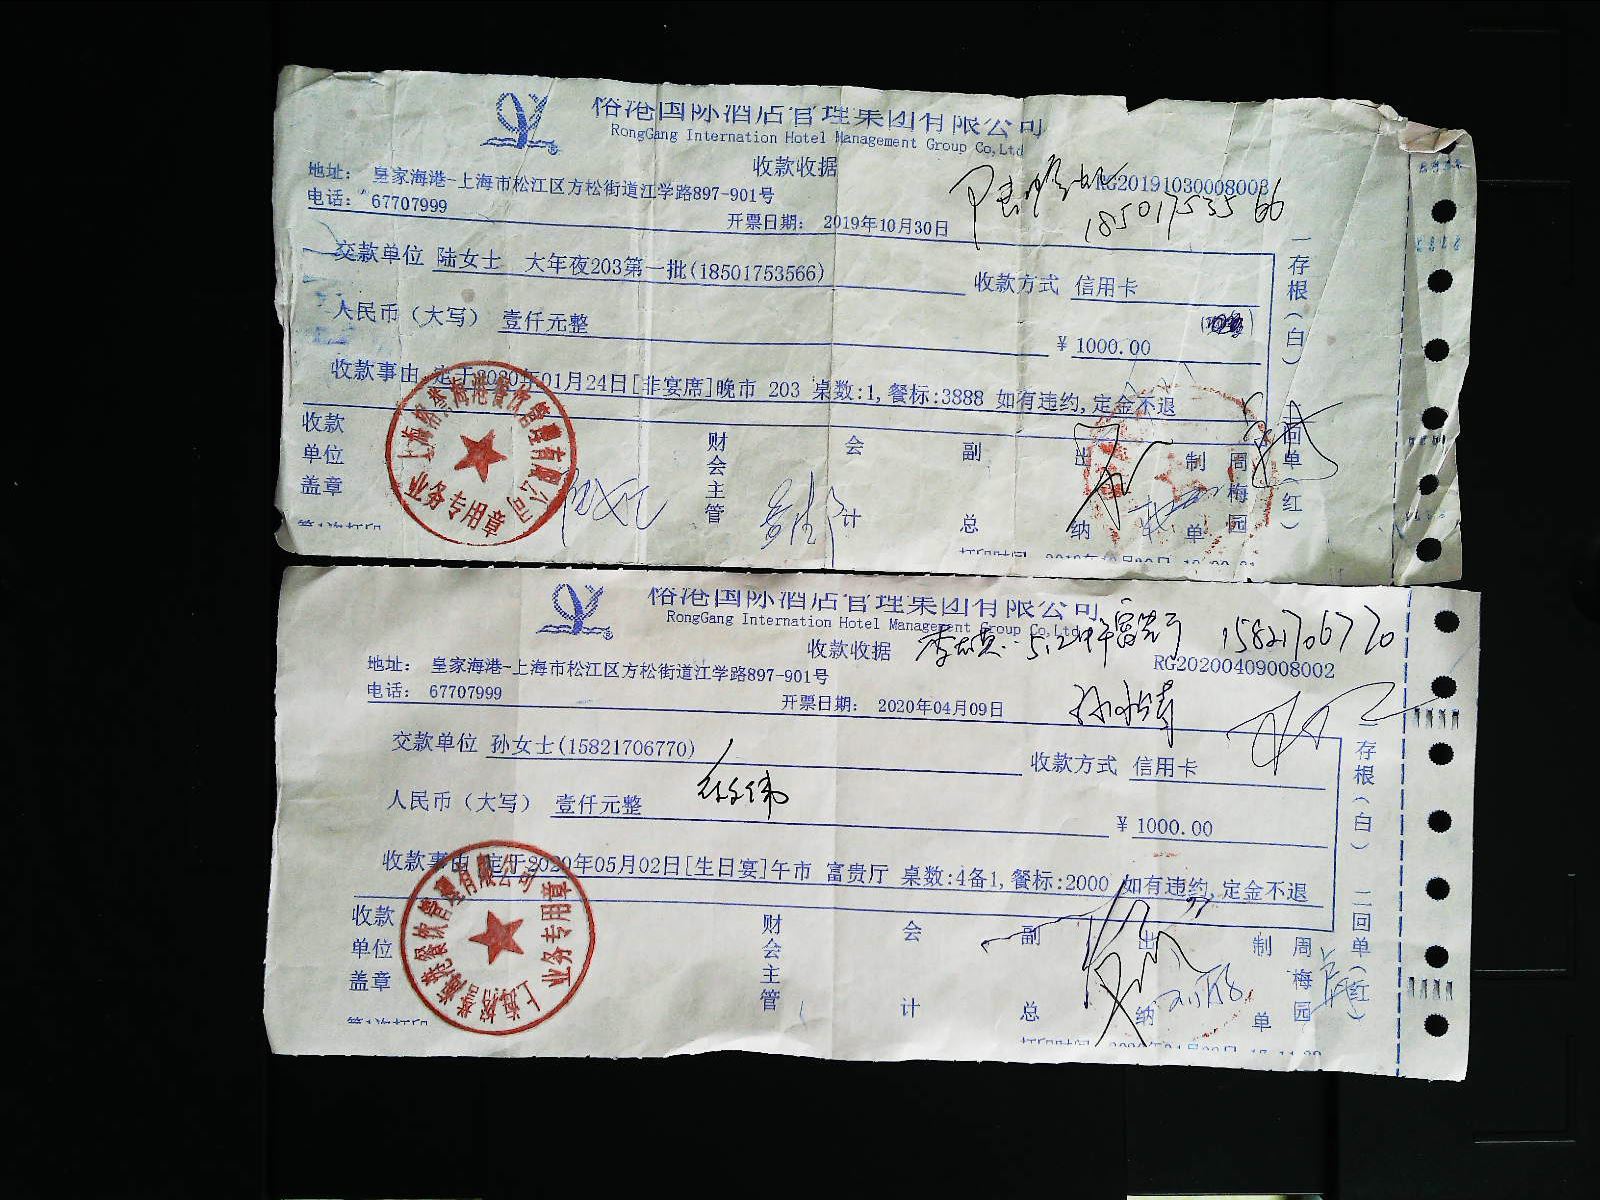 国际酒店管理集团有限公司
RongGang Internation Hotel Management Group Co,Ltd
收款收据
地址： 皇家海港-上海市松江区方松街道江学路897-901号
RG20191030008003
电话： 67707999
开票日期： 2019年10月30日
18501753566
交款单位 陆女士 大年夜203第一批(18501753566)
收款方式 信用卡
人民币（大写） 壹仟元整
¥ 1000.00
收款事由 定于2020年01月24日[非宴席]晚市 203 桌数:1,餐标:3888 如有违约,定金不退
收款单位盖章
财会主管
会计
副总
出纳
制单
周梅园
一存根（白）
二回单（红）
业务专用章
国际酒店管理集团有限公司
RongGang Internation Hotel Management Group Co,Ltd
收款收据
15821706770
地址： 皇家海港-上海市松江区方松街道江学路897-901号
RG20200409008002
电话： 67707999
开票日期： 2020年04月09日
交款单位 孙女士(15821706770)
收款方式 信用卡
人民币（大写） 壹仟元整
¥ 1000.00
收款事由 定于2020年05月02日[生日宴]午市 富贵厅 桌数:4备1,餐标:2000 如有违约,定金不退
收款单位盖章
财会主管
会计
副总
出纳
制单
周梅园
一存根（白）
二回单（红）
业务专用章